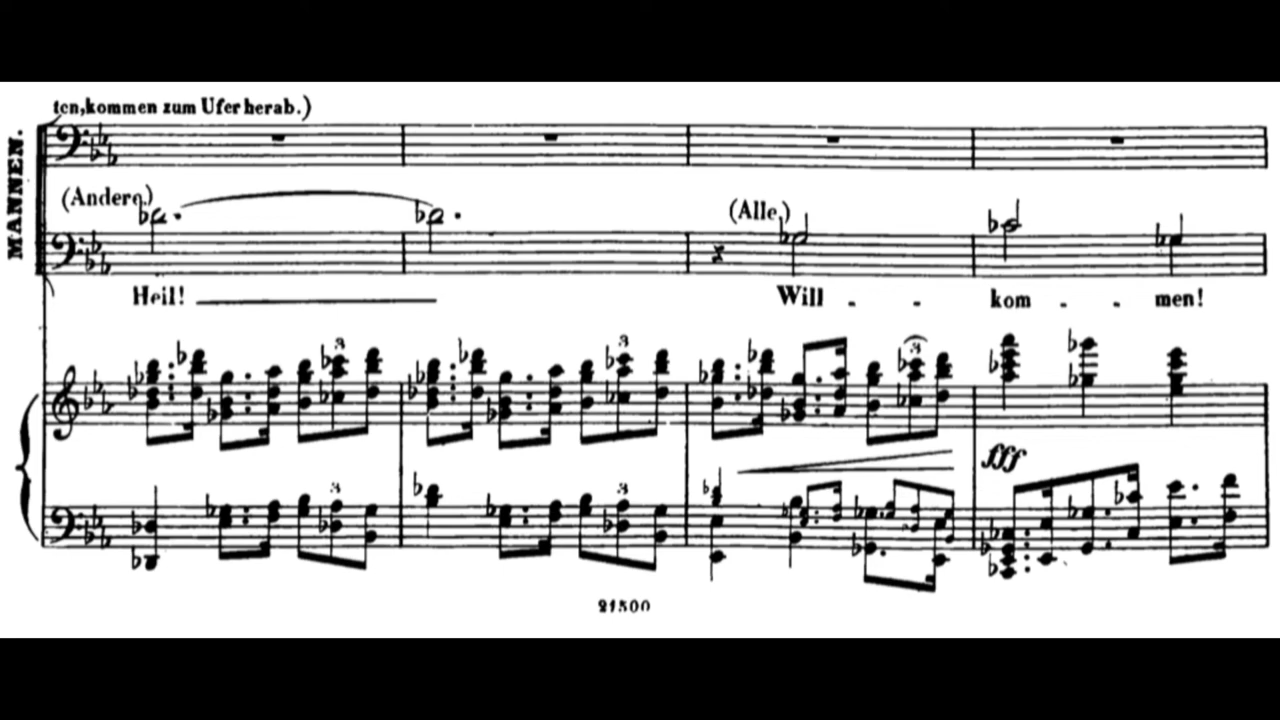 ten, kommen zum Ufer herab.)
MANNEN.
(Andere)
Heil!
(Alle)
Will - - kom - - men!
3
3
3
3
3
fff
21500